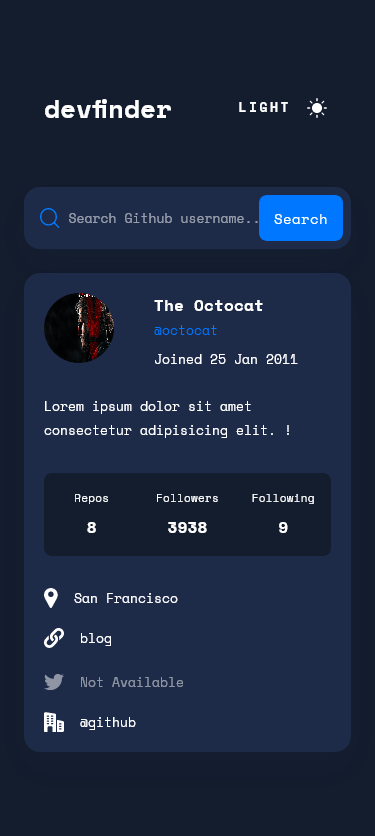 devfinder
LIGHT
Search Github username..
Search
The Octocat
@octocat
Joined 25 Jan 2011
Lorem ipsum dolor sit amet
consectetur adipisicing elit. !
Repos Followers Following
8 3938 9
San Francisco
blog
Not Available
@github